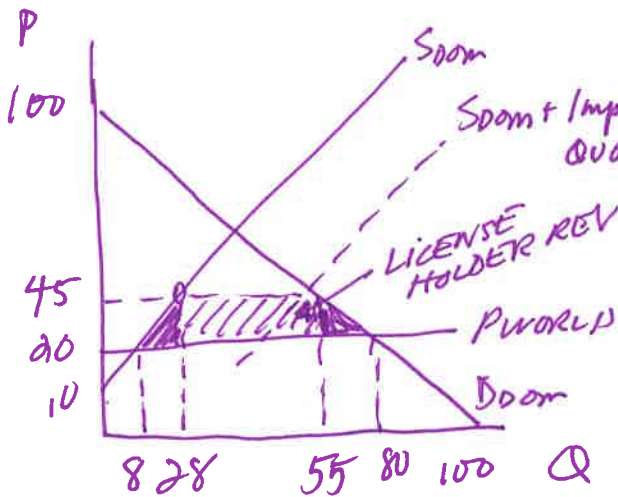 P
100
SDOM
SDOM + Imp
QUO
LICENSE
HOLDER REV
45
20
PWORLD
10
DDOM
8 28 55 80 100 Q